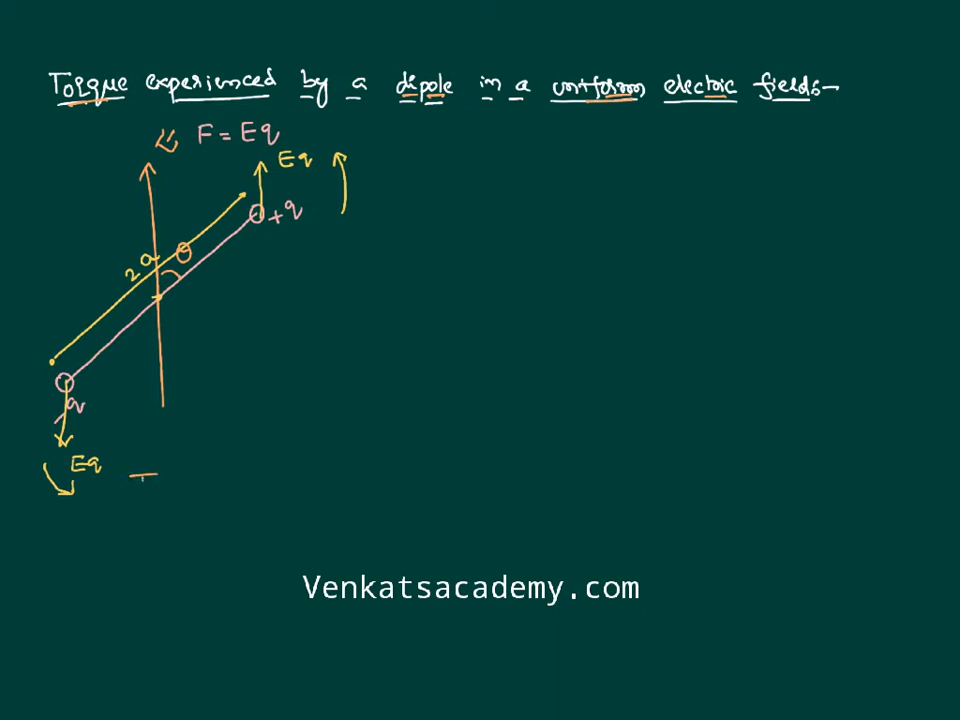 Torque experienced by a dipole in a uniform electric field:-
E F = Eq
Eq
+q
2a θ
-q
Eq
Venkatsacademy.com